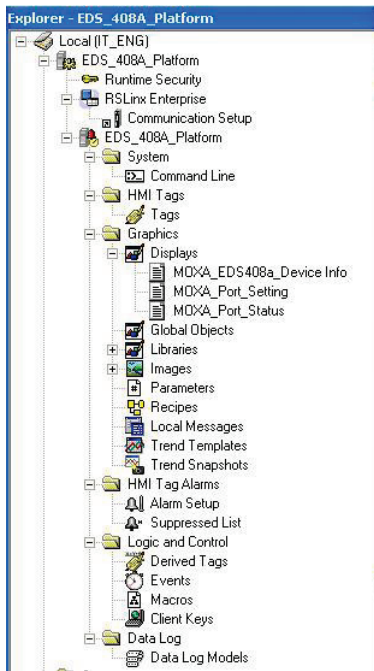 Explorer - EDS_408A_Platform
Local (IT_ENG)
EDS_408A_Platform
Runtime Security
RSLinx Enterprise
Communication Setup
EDS_408A_Platform
System
Command Line
HMI Tags
Tags
Graphics
Displays
MOXA_EDS408a_Device Info
MOXA_Port_Setting
MOXA_Port_Status
Global Objects
Libraries
Images
Parameters
Recipes
Local Messages
Trend Templates
Trend Snapshots
HMI Tag Alarms
Alarm Setup
Suppressed List
Logic and Control
Derived Tags
Events
Macros
Client Keys
Data Log
Data Log Models